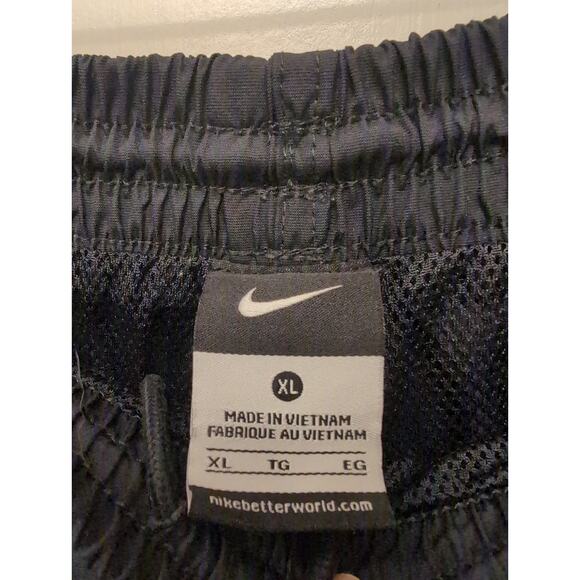 XL
MADE IN VIETNAM
FABRIQUE AU VIETNAM
XL TG EG
nikebetterworld.com